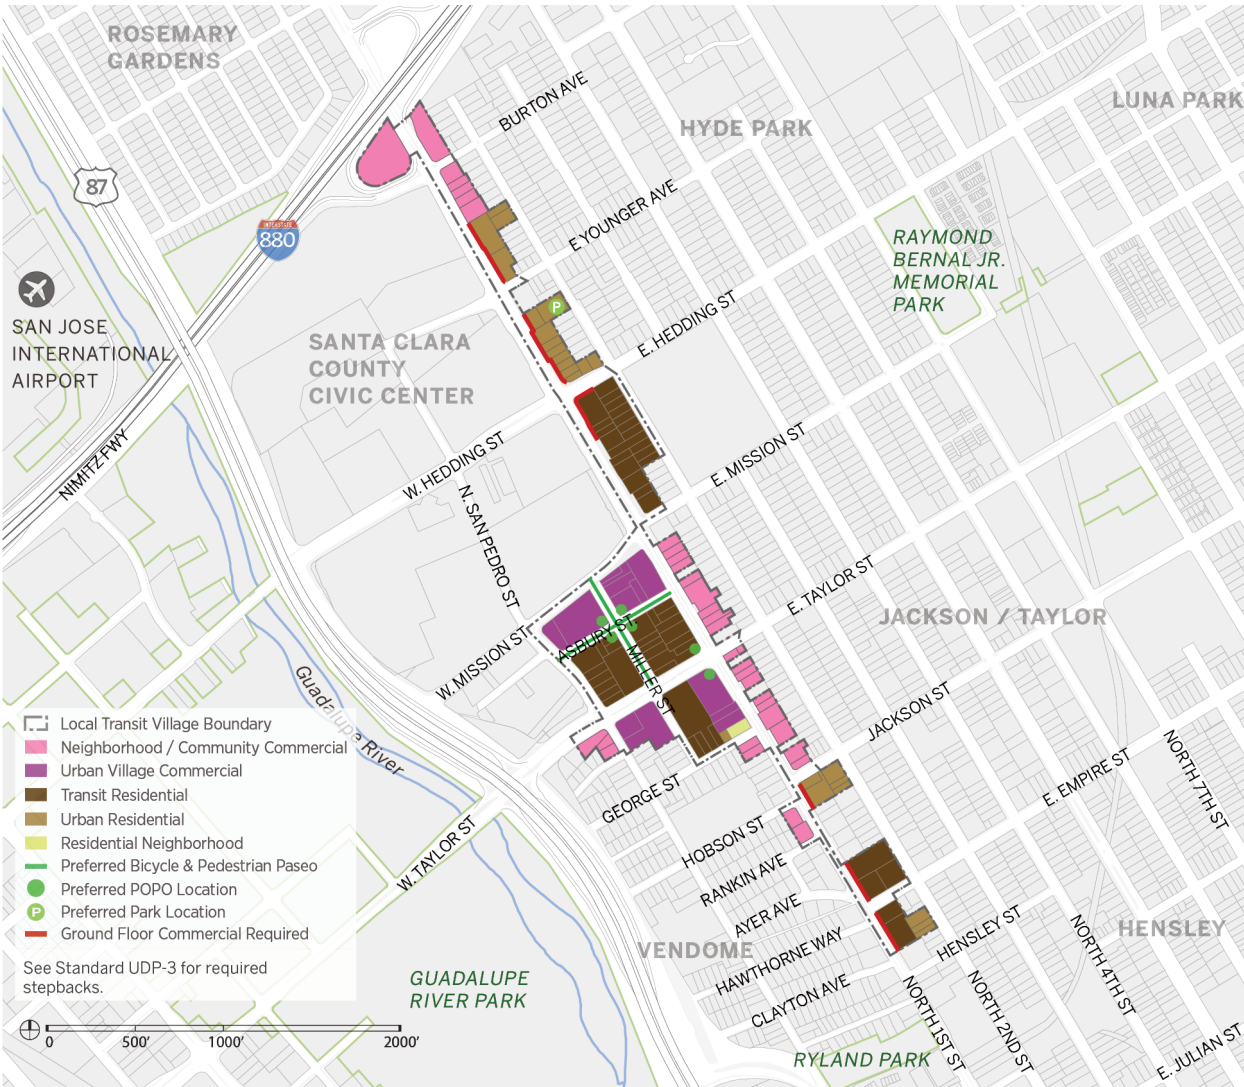 ROSEMARY
GARDENS
BURTON AVE
LUNA PARK
HYDE PARK
87
E YOUNGER AVE
INTERSTATE
880
RAYMOND
BERNAL JR.
MEMORIAL
PARK
SAN JOSE
INTERNATIONAL
AIRPORT
E. HEDDING ST
SANTA CLARA
COUNTY
CIVIC CENTER
P
NIMITZ FWY
W. HEDDING ST
E. MISSION ST
N. SAN PEDRO ST
E. TAYLOR ST
JACKSON / TAYLOR
ASBURY ST.
W. MISSION ST
MILLER ST
Guadalupe River
JACKSON ST
Local Transit Village Boundary
Neighborhood / Community Commercial
Urban Village Commercial
Transit Residential
Urban Residential
Residential Neighborhood
Preferred Bicycle & Pedestrian Paseo
Preferred POPO Location
P
Preferred Park Location
Ground Floor Commercial Required
See Standard UDP-3 for required
stepbacks.
0 500' 1000' 2000'
GEORGE ST
E. EMPIRE ST
NORTH 7TH ST
HOBSON ST
W. TAYLOR ST
RANKIN AVE
AYER AVE
HAWTHORNE WAY
CLAYTON AVE
VENDOME
HENSLEY ST
HENSLEY
NORTH 4TH ST
NORTH 2ND ST
NORTH 1ST ST
GUADALUPE
RIVER PARK
RYLAND PARK
E. JULIAN ST